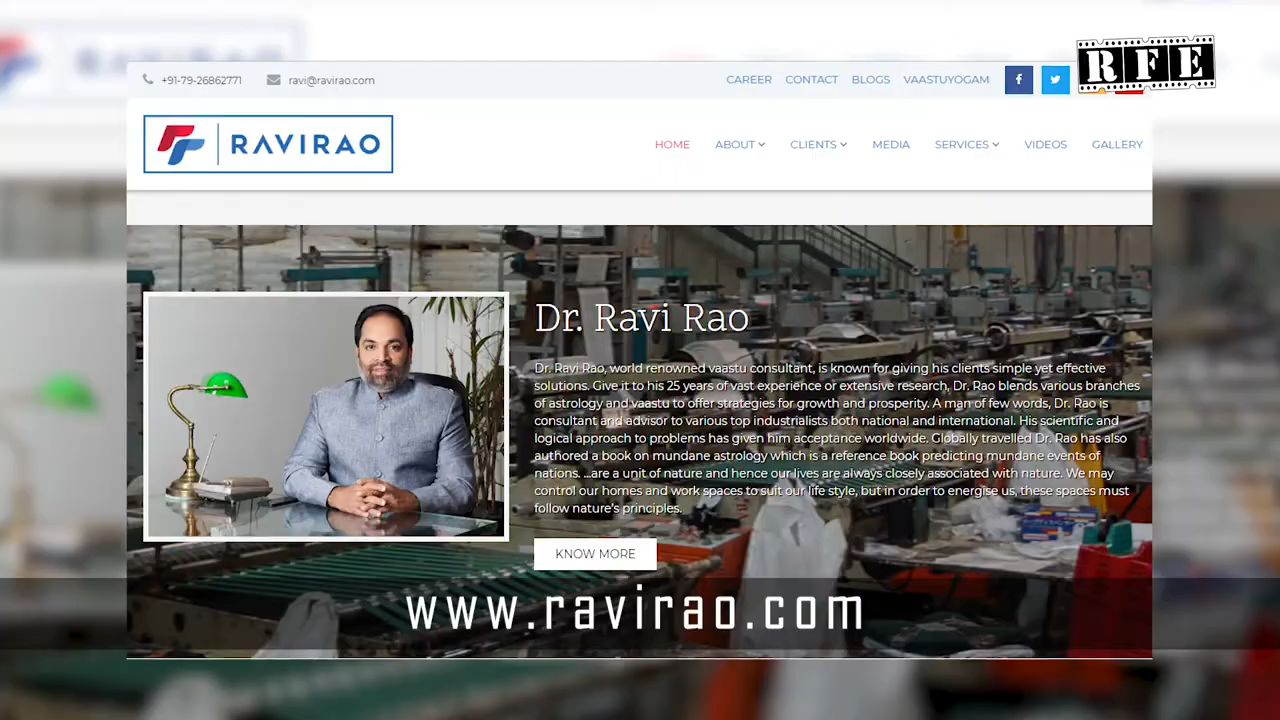 RFE
+91-79-26862771 ravi@ravirao.com CAREER CONTACT BLOGS VAASTUYOGAM
RAVIRAO
HOME ABOUT CLIENTS MEDIA SERVICES VIDEOS GALLERY
Dr. Ravi Rao
Dr. Ravi Rao, world renowned vaastu consultant, is known for giving his clients simple yet effective
solutions. Give it to his 25 years of vast experience or extensive research, Dr. Rao blends various branches
of astrology and vaastu to offer strategies for growth and prosperity. A man of few words, Dr. Rao is
consultant and advisor to various top industrialists both national and international. His scientific and
logical approach to problems has given him acceptance worldwide. Globally travelled Dr. Rao has also
authored a book on mundane astrology which is a reference book predicting mundane events of
nations. ...are a unit of nature and hence our lives are always closely associated with nature. We may
control our homes and work spaces to suit our life style, but in order to energise us, these spaces must
follow nature's principles.
KNOW MORE
www.ravirao.com